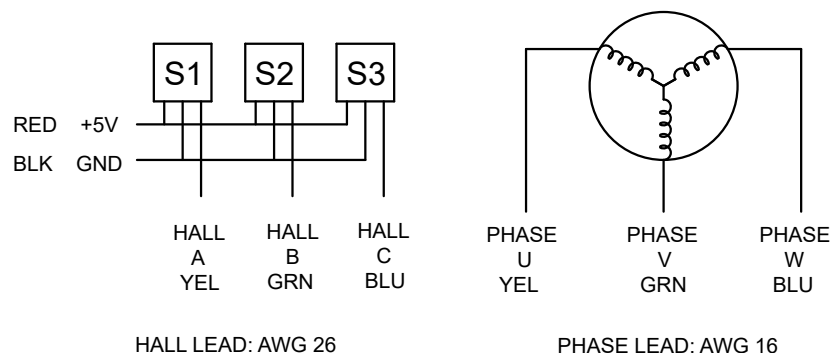 S1 S2 S3
RED +5V
BLK GND
HALL
A
YEL
HALL
B
GRN
HALL
C
BLU
HALL LEAD: AWG 26
PHASE
U
YEL
PHASE
V
GRN
PHASE
W
BLU
PHASE LEAD: AWG 16